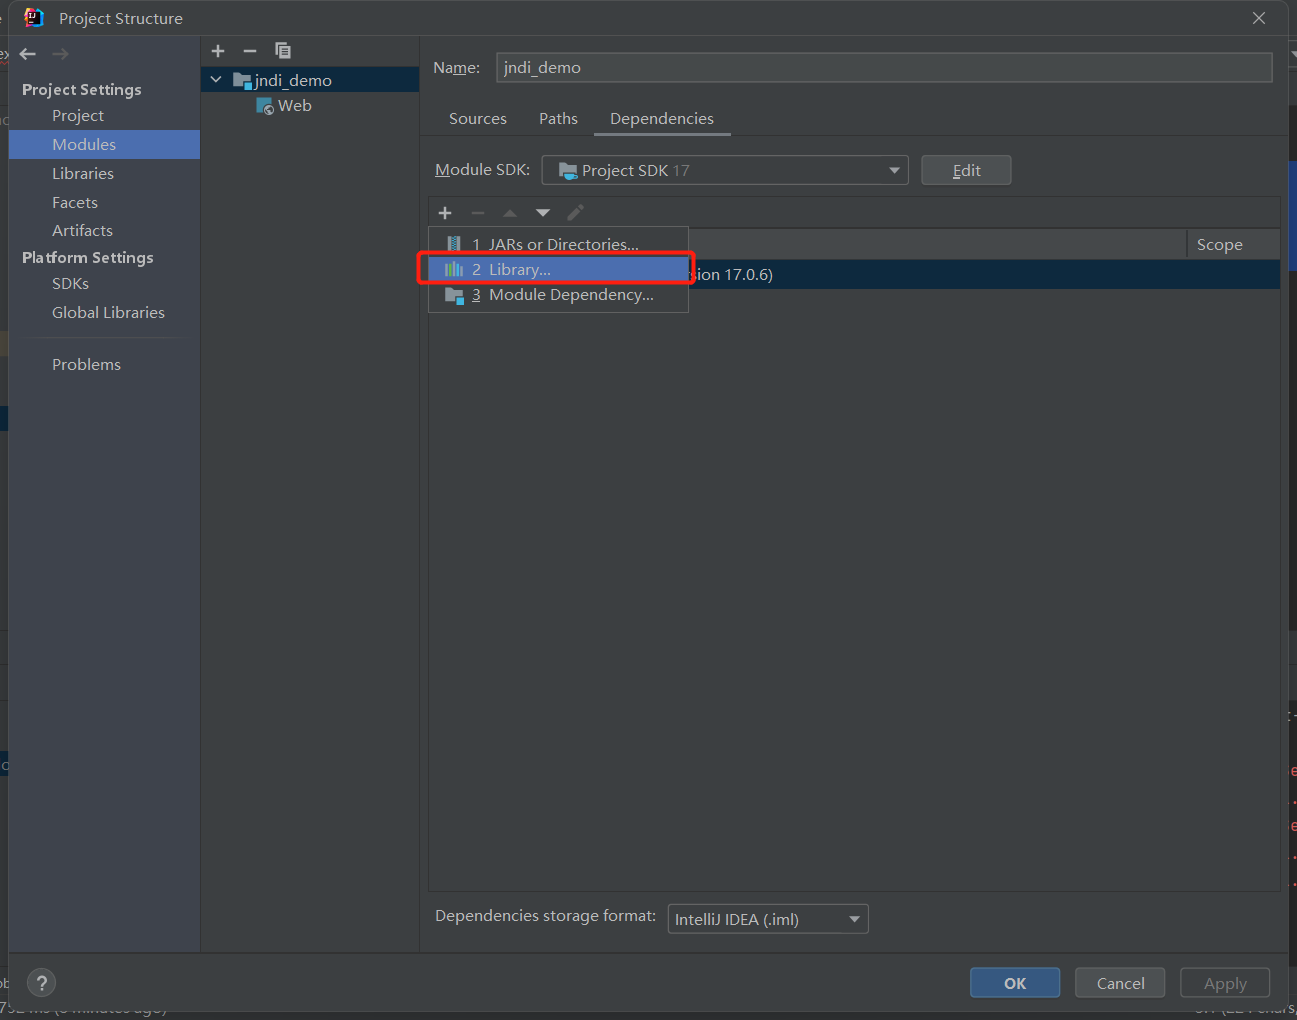 Project Structure
Project Settings
Project
Modules
Libraries
Facets
Artifacts
Platform Settings
SDKs
Global Libraries
Problems
jndi_demo
Web
Name: jndi_demo
Sources Paths Dependencies
Module SDK: Project SDK 17 Edit
1 JARs or Directories...
2 Library...
3 Module Dependency...
Scope
sion 17.0.6)
Dependencies storage format: IntelliJ IDEA (.iml)
? OK Cancel Apply